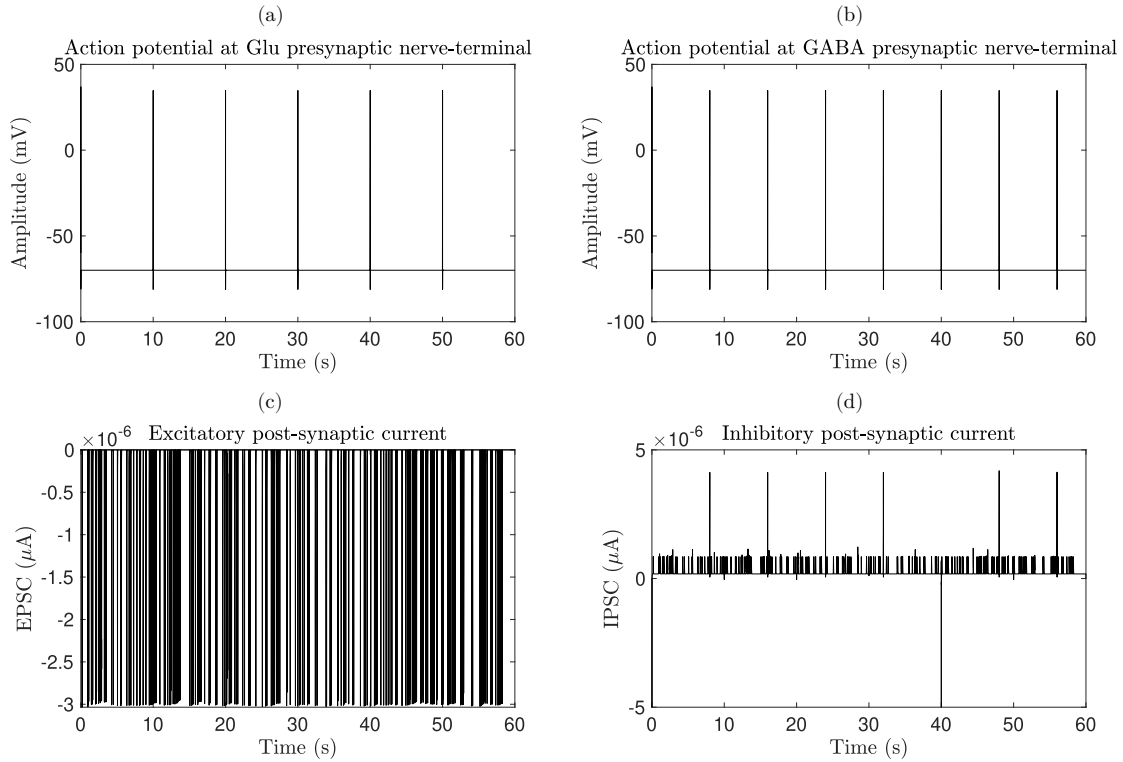 (a)
Action potential at Glu presynaptic nerve-terminal
50
0
-50
-100
Amplitude (mV)
0 10 20 30 40 50 60
Time (s)
(b)
Action potential at GABA presynaptic nerve-terminal
50
0
-50
-100
Amplitude (mV)
0 10 20 30 40 50 60
Time (s)
(c)
×10-6
Excitatory post-synaptic current
0
-0.5
-1
-1.5
-2
-2.5
-3
EPSC (μA)
0 10 20 30 40 50 60
Time (s)
(d)
×10-6
Inhibitory post-synaptic current
5
0
-5
IPSC (μA)
0 10 20 30 40 50 60
Time (s)